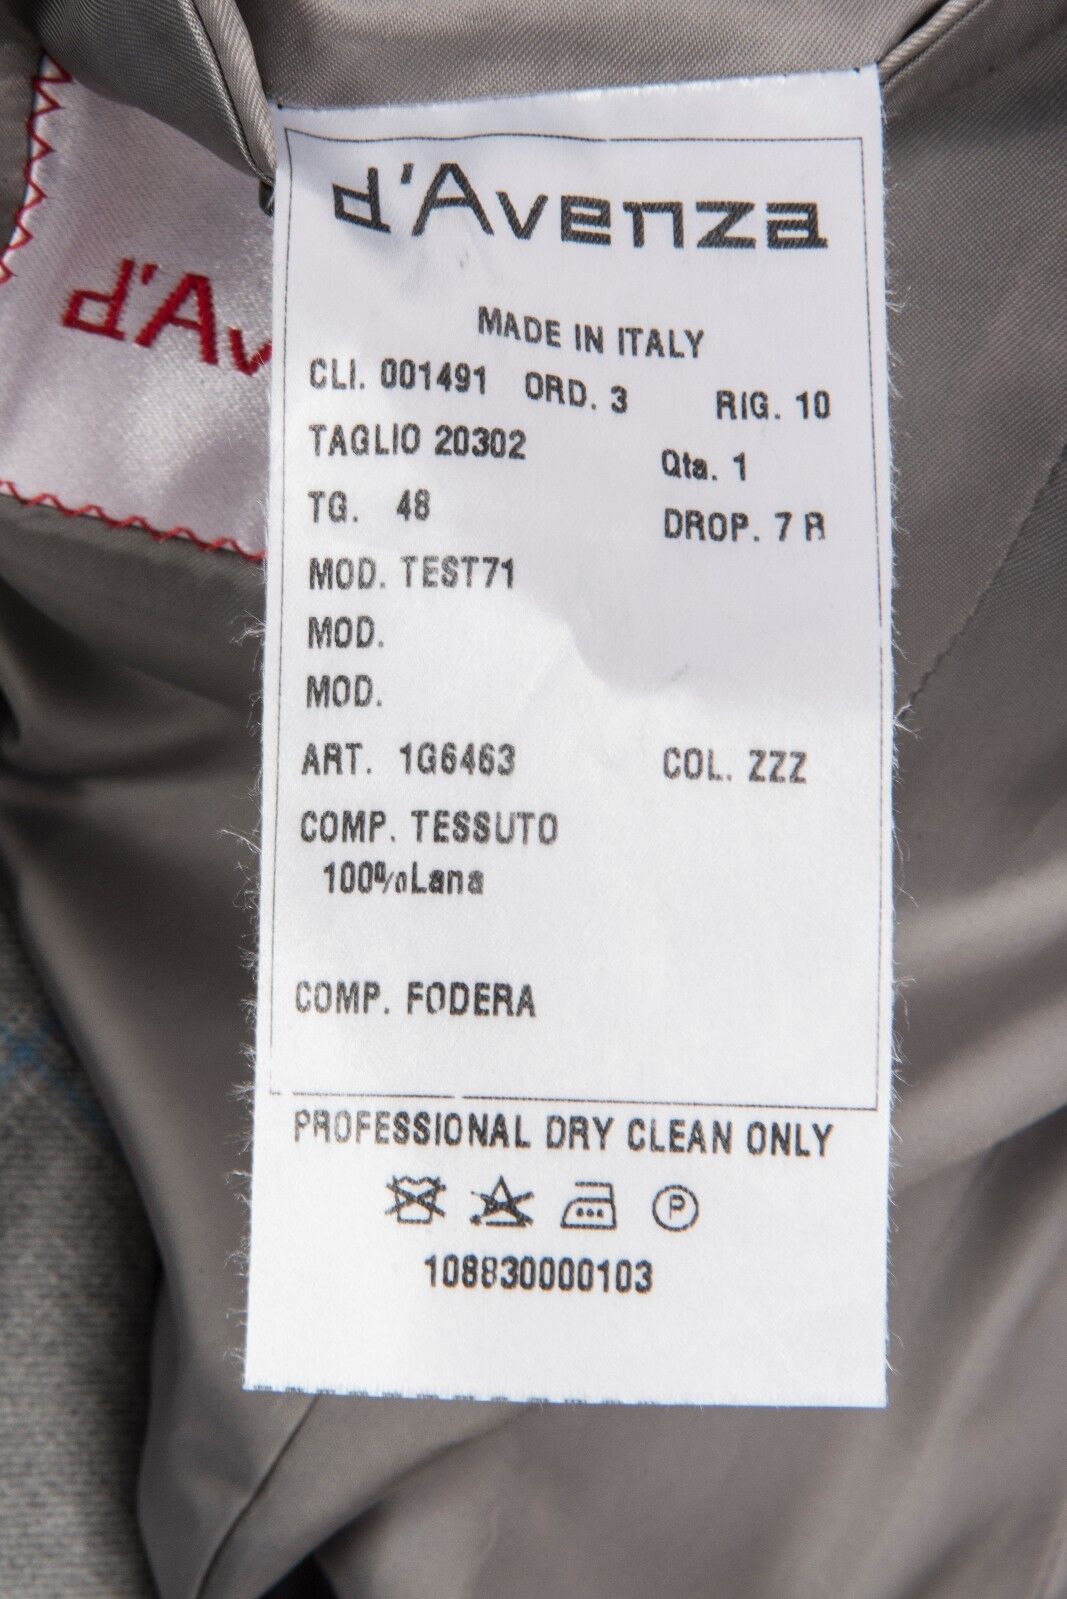 d'Avenza
d'Av
MADE IN ITALY
CLI. 001491 ORD. 3 RIG. 10
TAGLIO 20302 Qta. 1
TG. 48 DROP. 7 R
MOD. TEST71
MOD.
MOD.
ART. 1G6463 COL. ZZZ
COMP. TESSUTO
100%Lana
COMP. FODERA
PROFESSIONAL DRY CLEAN ONLY
P
108830000103